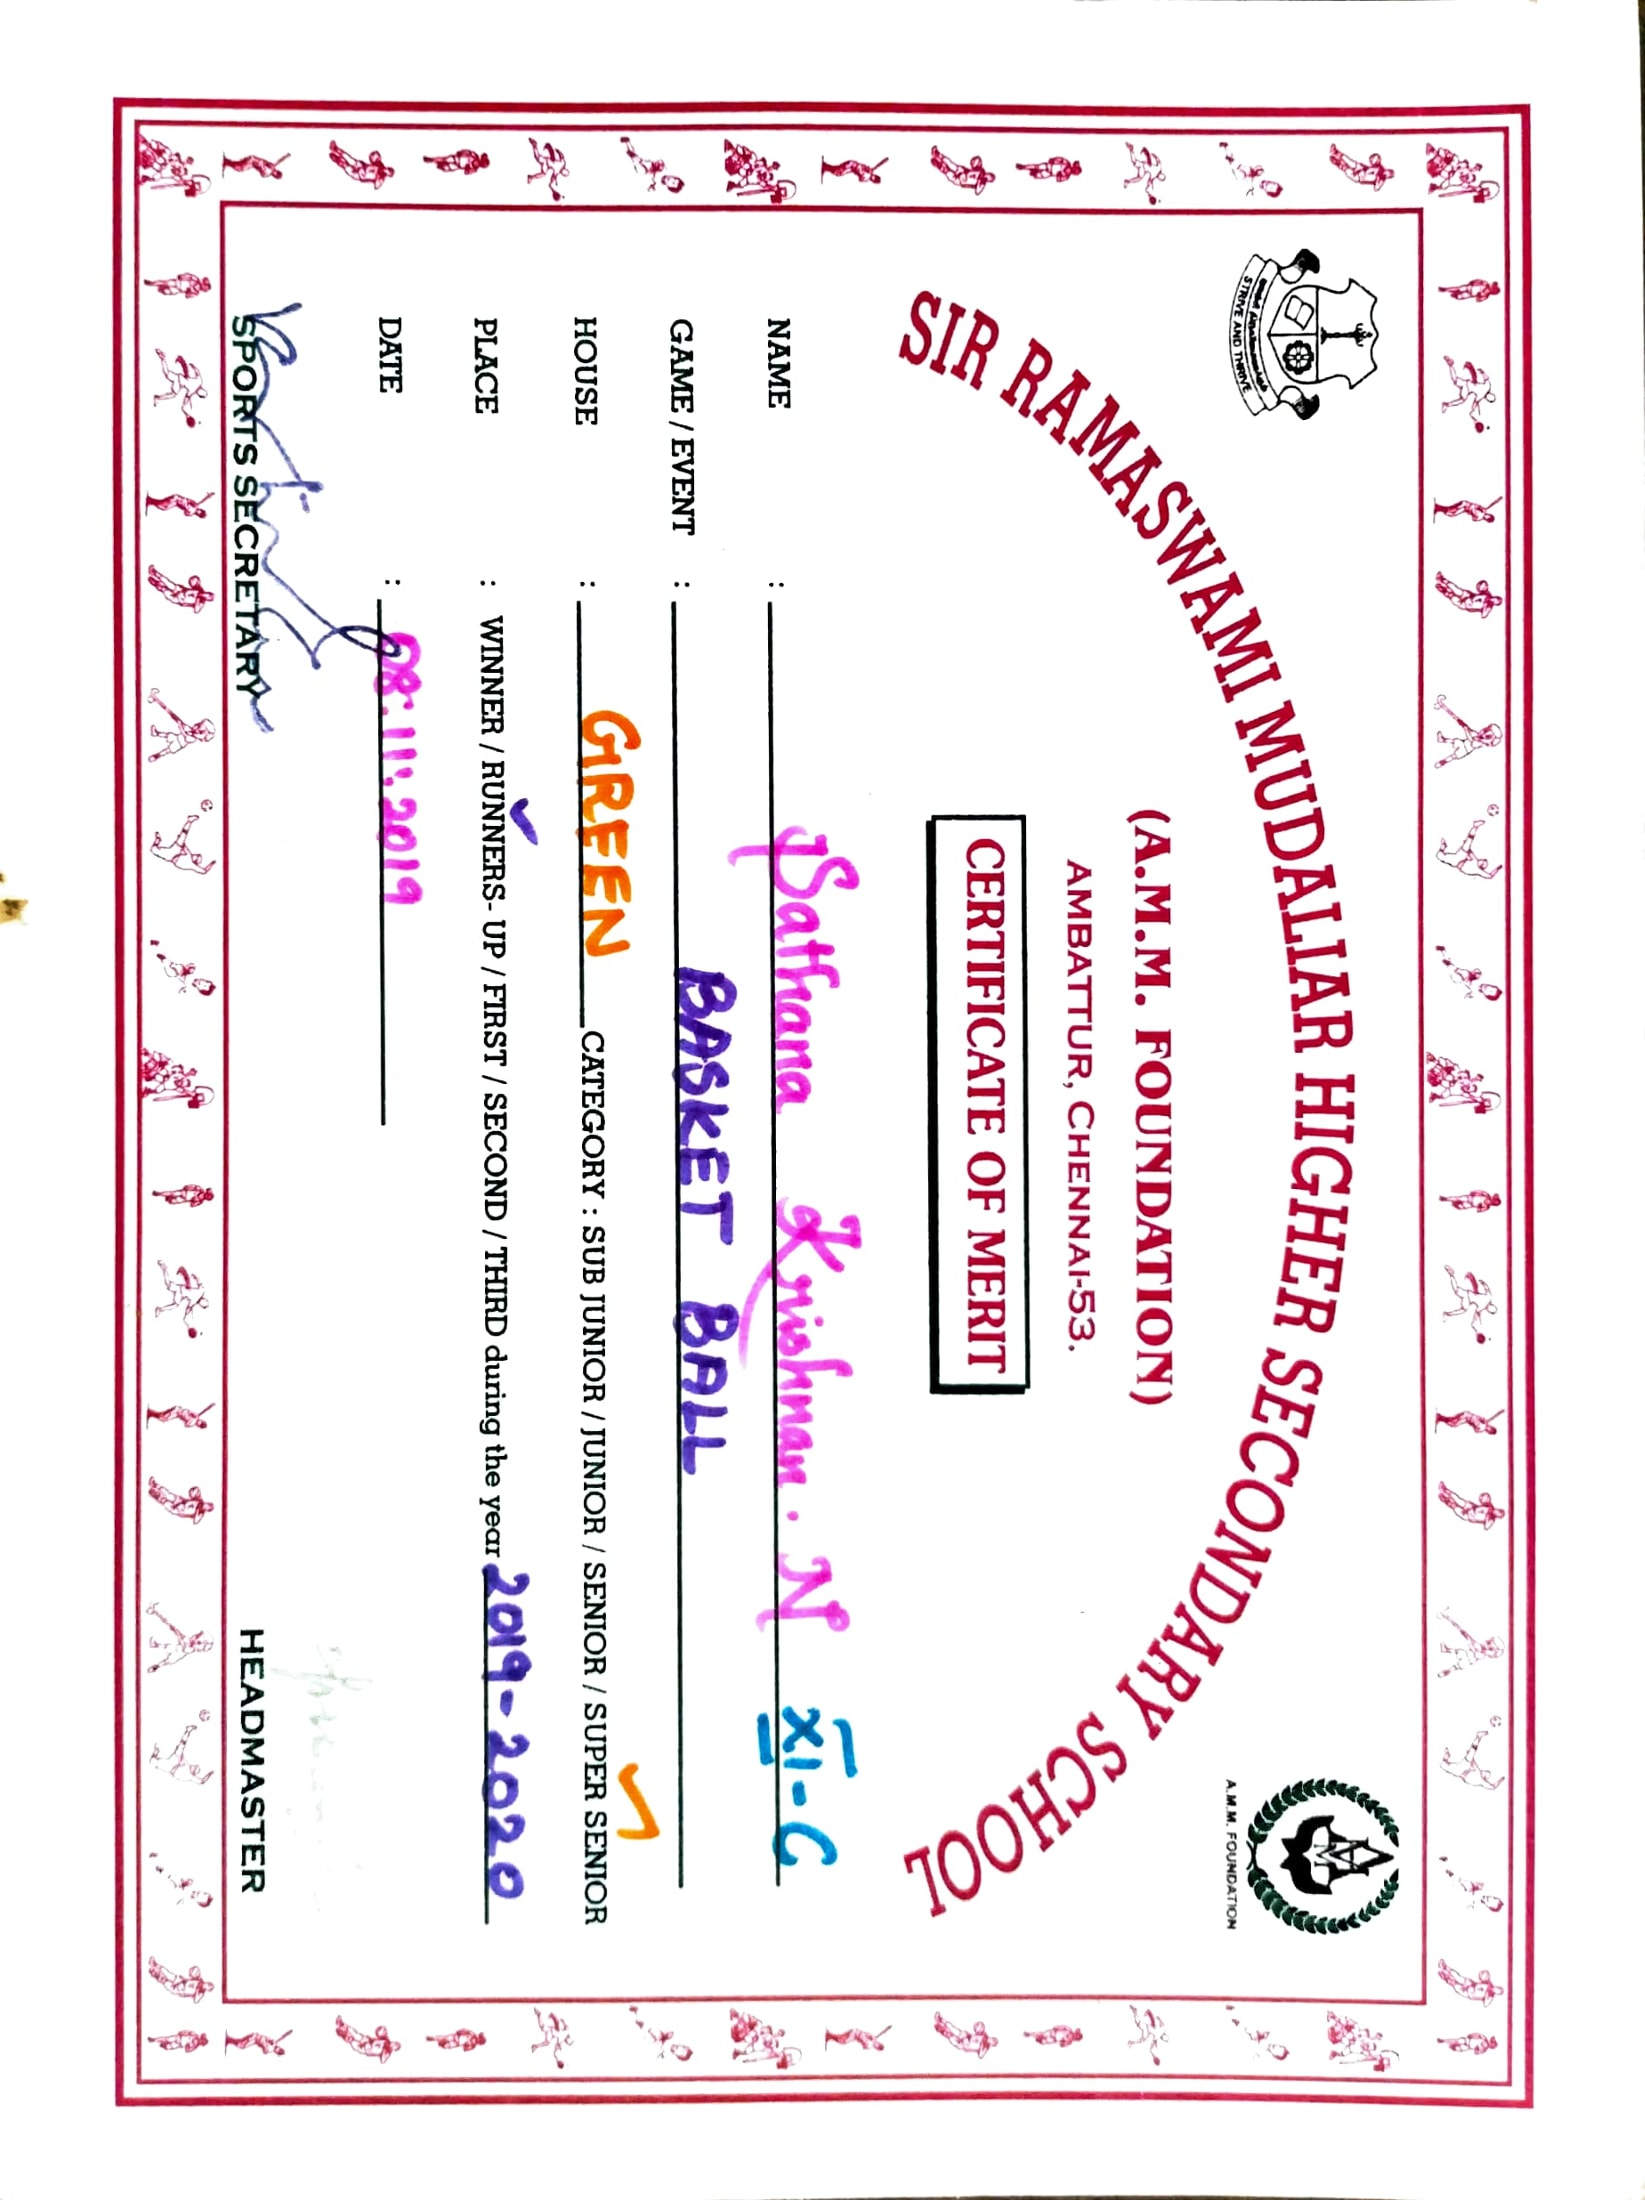 STRIVE AND THRIVE
A.M.M. FOUNDATION
SIR RAMASWAMI MUDALIAR HIGHER SECONDARY SCHOOL
(A.M.M. FOUNDATION)
AMBATTUR, CHENNAI-53.
CERTIFICATE OF MERIT
NAME : Sathana Krishnan. N XI-C
GAME / EVENT : BASKET BALL
HOUSE : GREEN CATEGORY : SUB JUNIOR / JUNIOR / SENIOR / SUPER SENIOR
PLACE : WINNER / RUNNERS- UP / FIRST / SECOND / THIRD during the year 2019-2020
DATE : 08:11:2019
SPORTS SECRETARY HEADMASTER